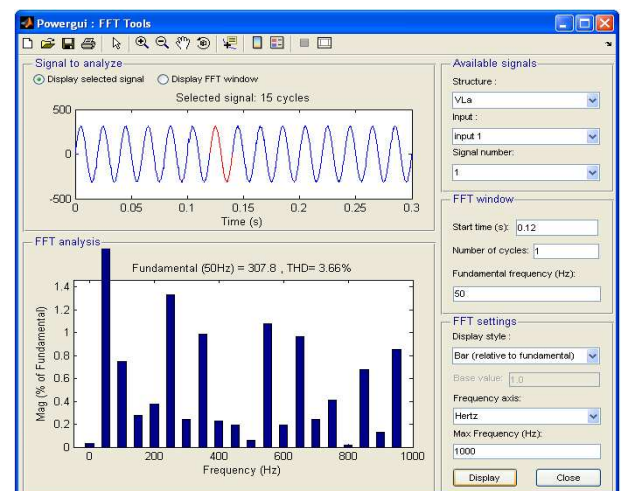 Powergui : FFT Tools
Signal to analyze
Display selected signal Display FFT window
Selected signal: 15 cycles
500
0
-500
0 0.05 0.1 0.15 0.2 0.25 0.3
Time (s)
FFT analysis
Fundamental (50Hz) = 307.8 , THD= 3.66%
Mag (% of Fundamental)
1.4
1.2
1
0.8
0.6
0.4
0.2
0
0 200 400 600 800 1000
Frequency (Hz)
Available signals
Structure :
VLa
Input :
input 1
Signal number:
1
FFT window
Start time (s): 0.12
Number of cycles: 1
Fundamental frequency (Hz):
50
FFT settings
Display style :
Bar (relative to fundamental)
Base value: 1.0
Frequency axis:
Hertz
Max Frequency (Hz):
1000
Display Close